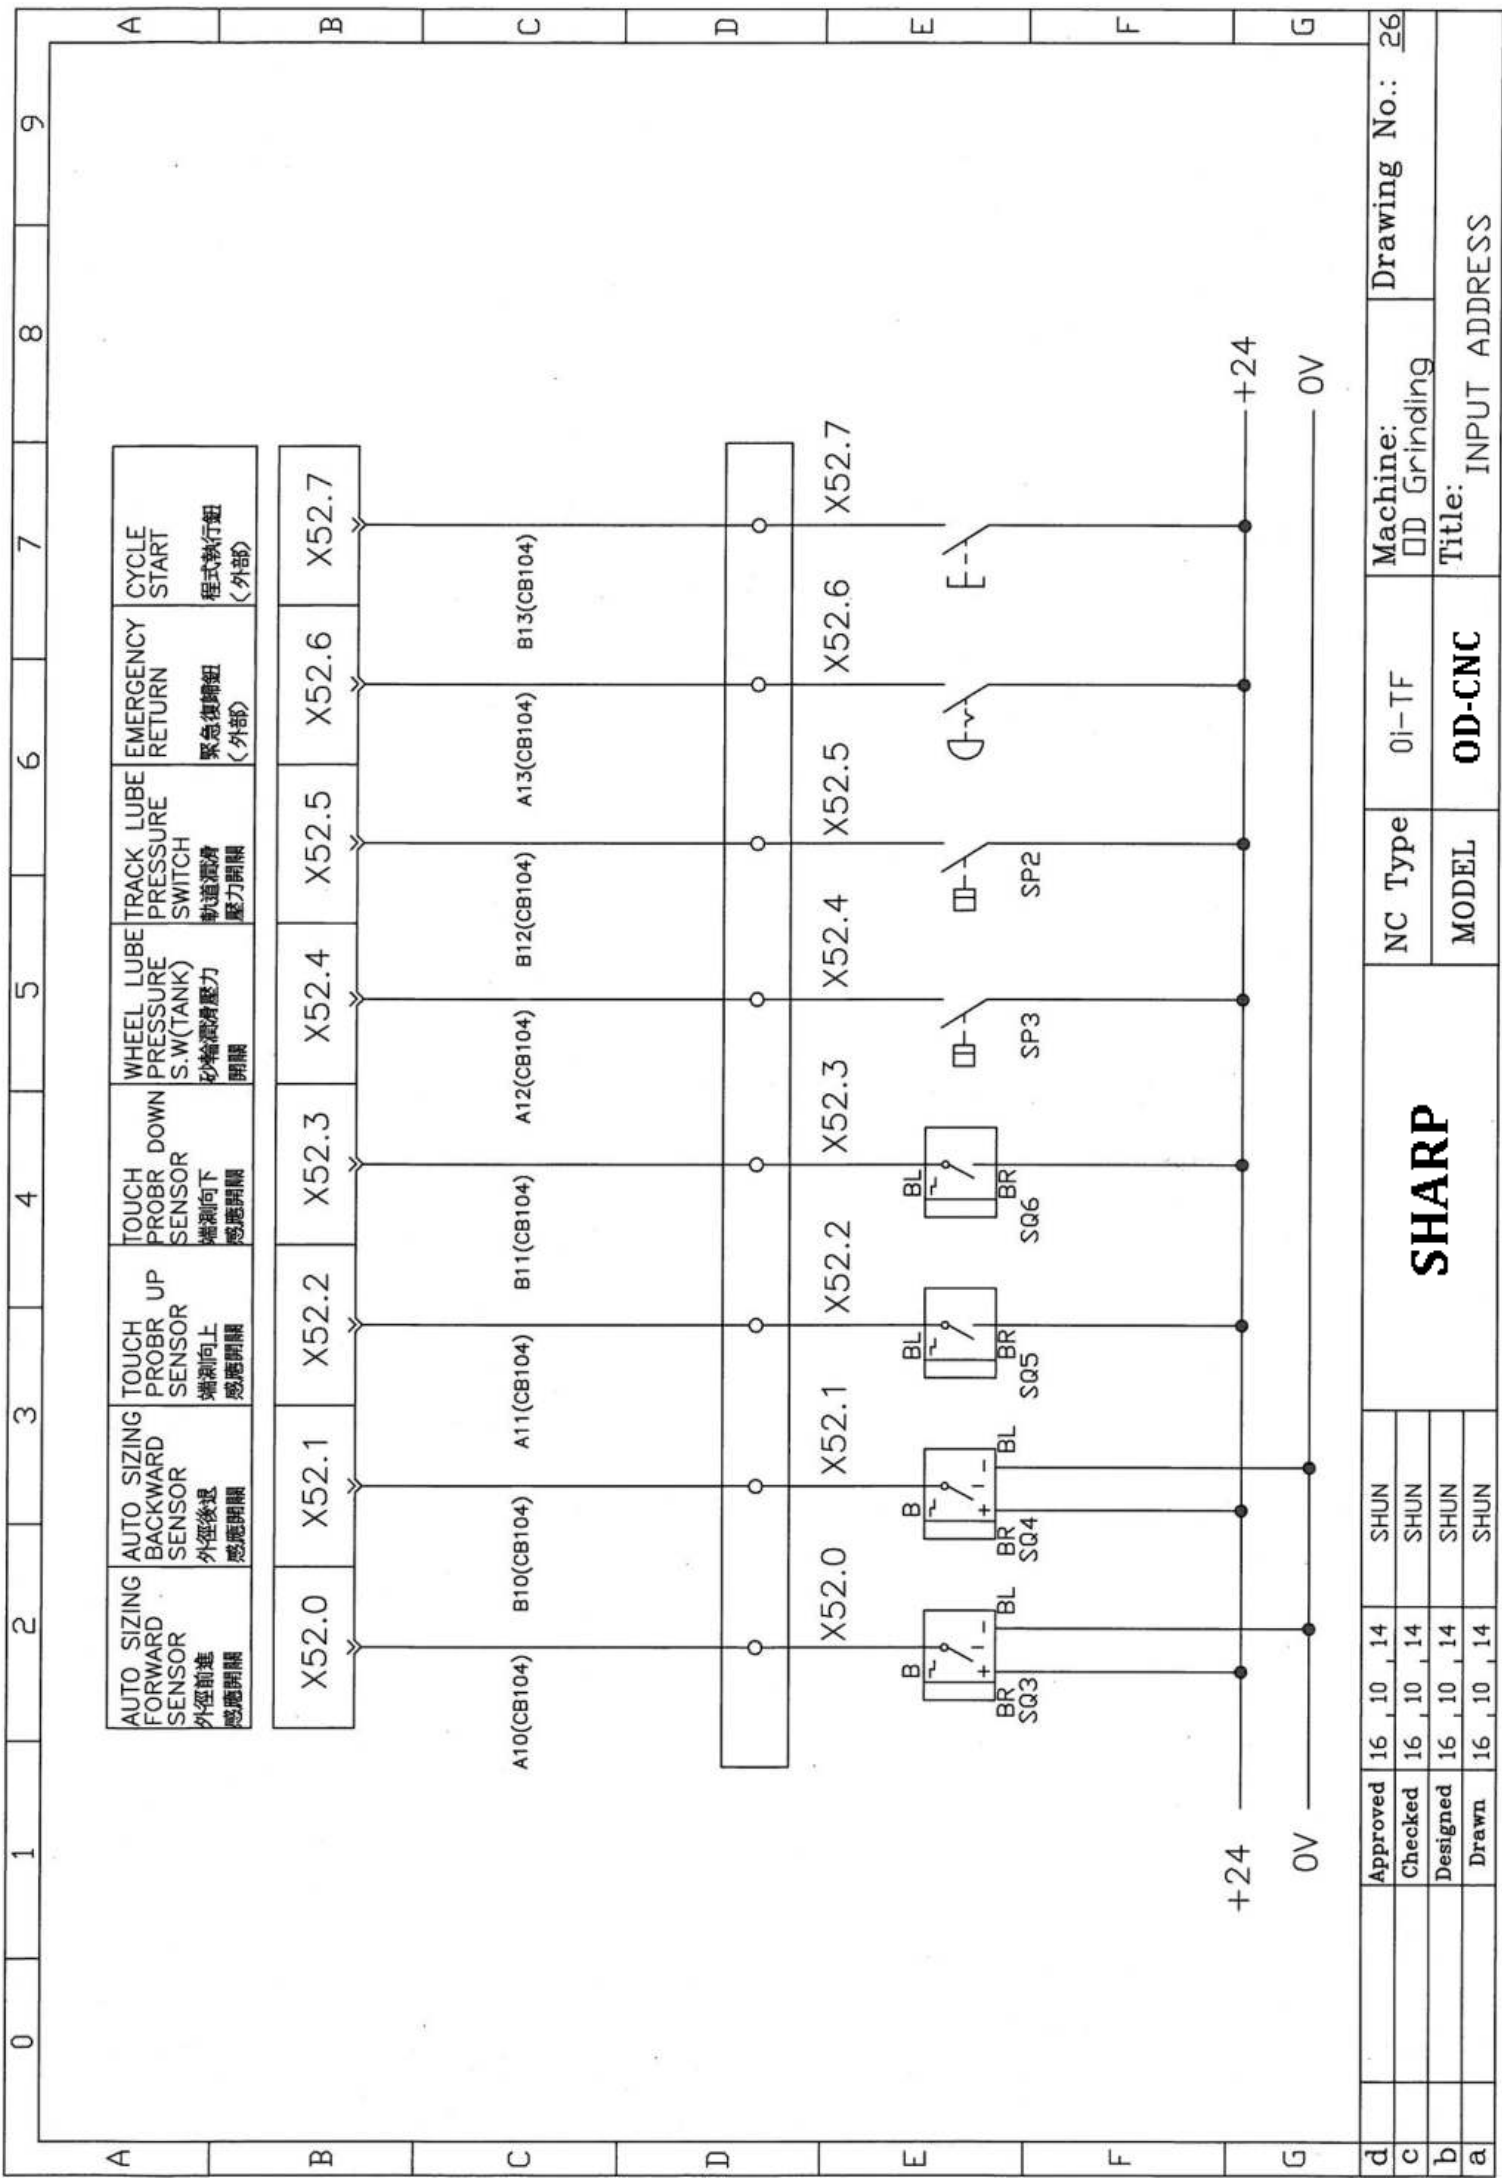 0 1 2 3 4 5 6 7 8 9
A
B
C
D
E
F
G
AUTO SIZING
FORWARD
SENSOR
外徑前進
感應開關
AUTO SIZING
BACKWARD
SENSOR
外徑後退
感應開關
TOUCH
PROBR UP
SENSOR
端測向上
感應開關
TOUCH
PROBR DOWN
SENSOR
端測向下
感應開關
WHEEL LUBE
PRESSURE
S.W(TANK)
砂輪潤滑壓力
開關
TRACK LUBE
PRESSURE
SWITCH
軌道潤滑
壓力開關
EMERGENCY
RETURN
緊急復歸鈕
(外部)
CYCLE
START
程式執行鈕
(外部)
X52.0 X52.1 X52.2 X52.3 X52.4 X52.5 X52.6 X52.7
A10(CB104) B10(CB104) A11(CB104) B11(CB104) A12(CB104) B12(CB104) A13(CB104) B13(CB104)
X52.0 X52.1 X52.2 X52.3 X52.4 X52.5 X52.6 X52.7
B B BL BL
+ − + −
BR BL BR BL BR BR
SQ3 SQ4 SQ5 SQ6 SP3 SP2
+24 +24
0V 0V
A
B
C
D
E
F
G
d Approved 16 ,10 ,14 SHUN
c Checked 16 ,10 ,14 SHUN
b Designed 16 ,10 ,14 SHUN
a Drawn 16 ,10 ,14 SHUN
SHARP
NC Type 0i-TF
MODEL OD-CNC
Machine:
OD Grinding
Drawing No.: 26
Title:
INPUT ADDRESS